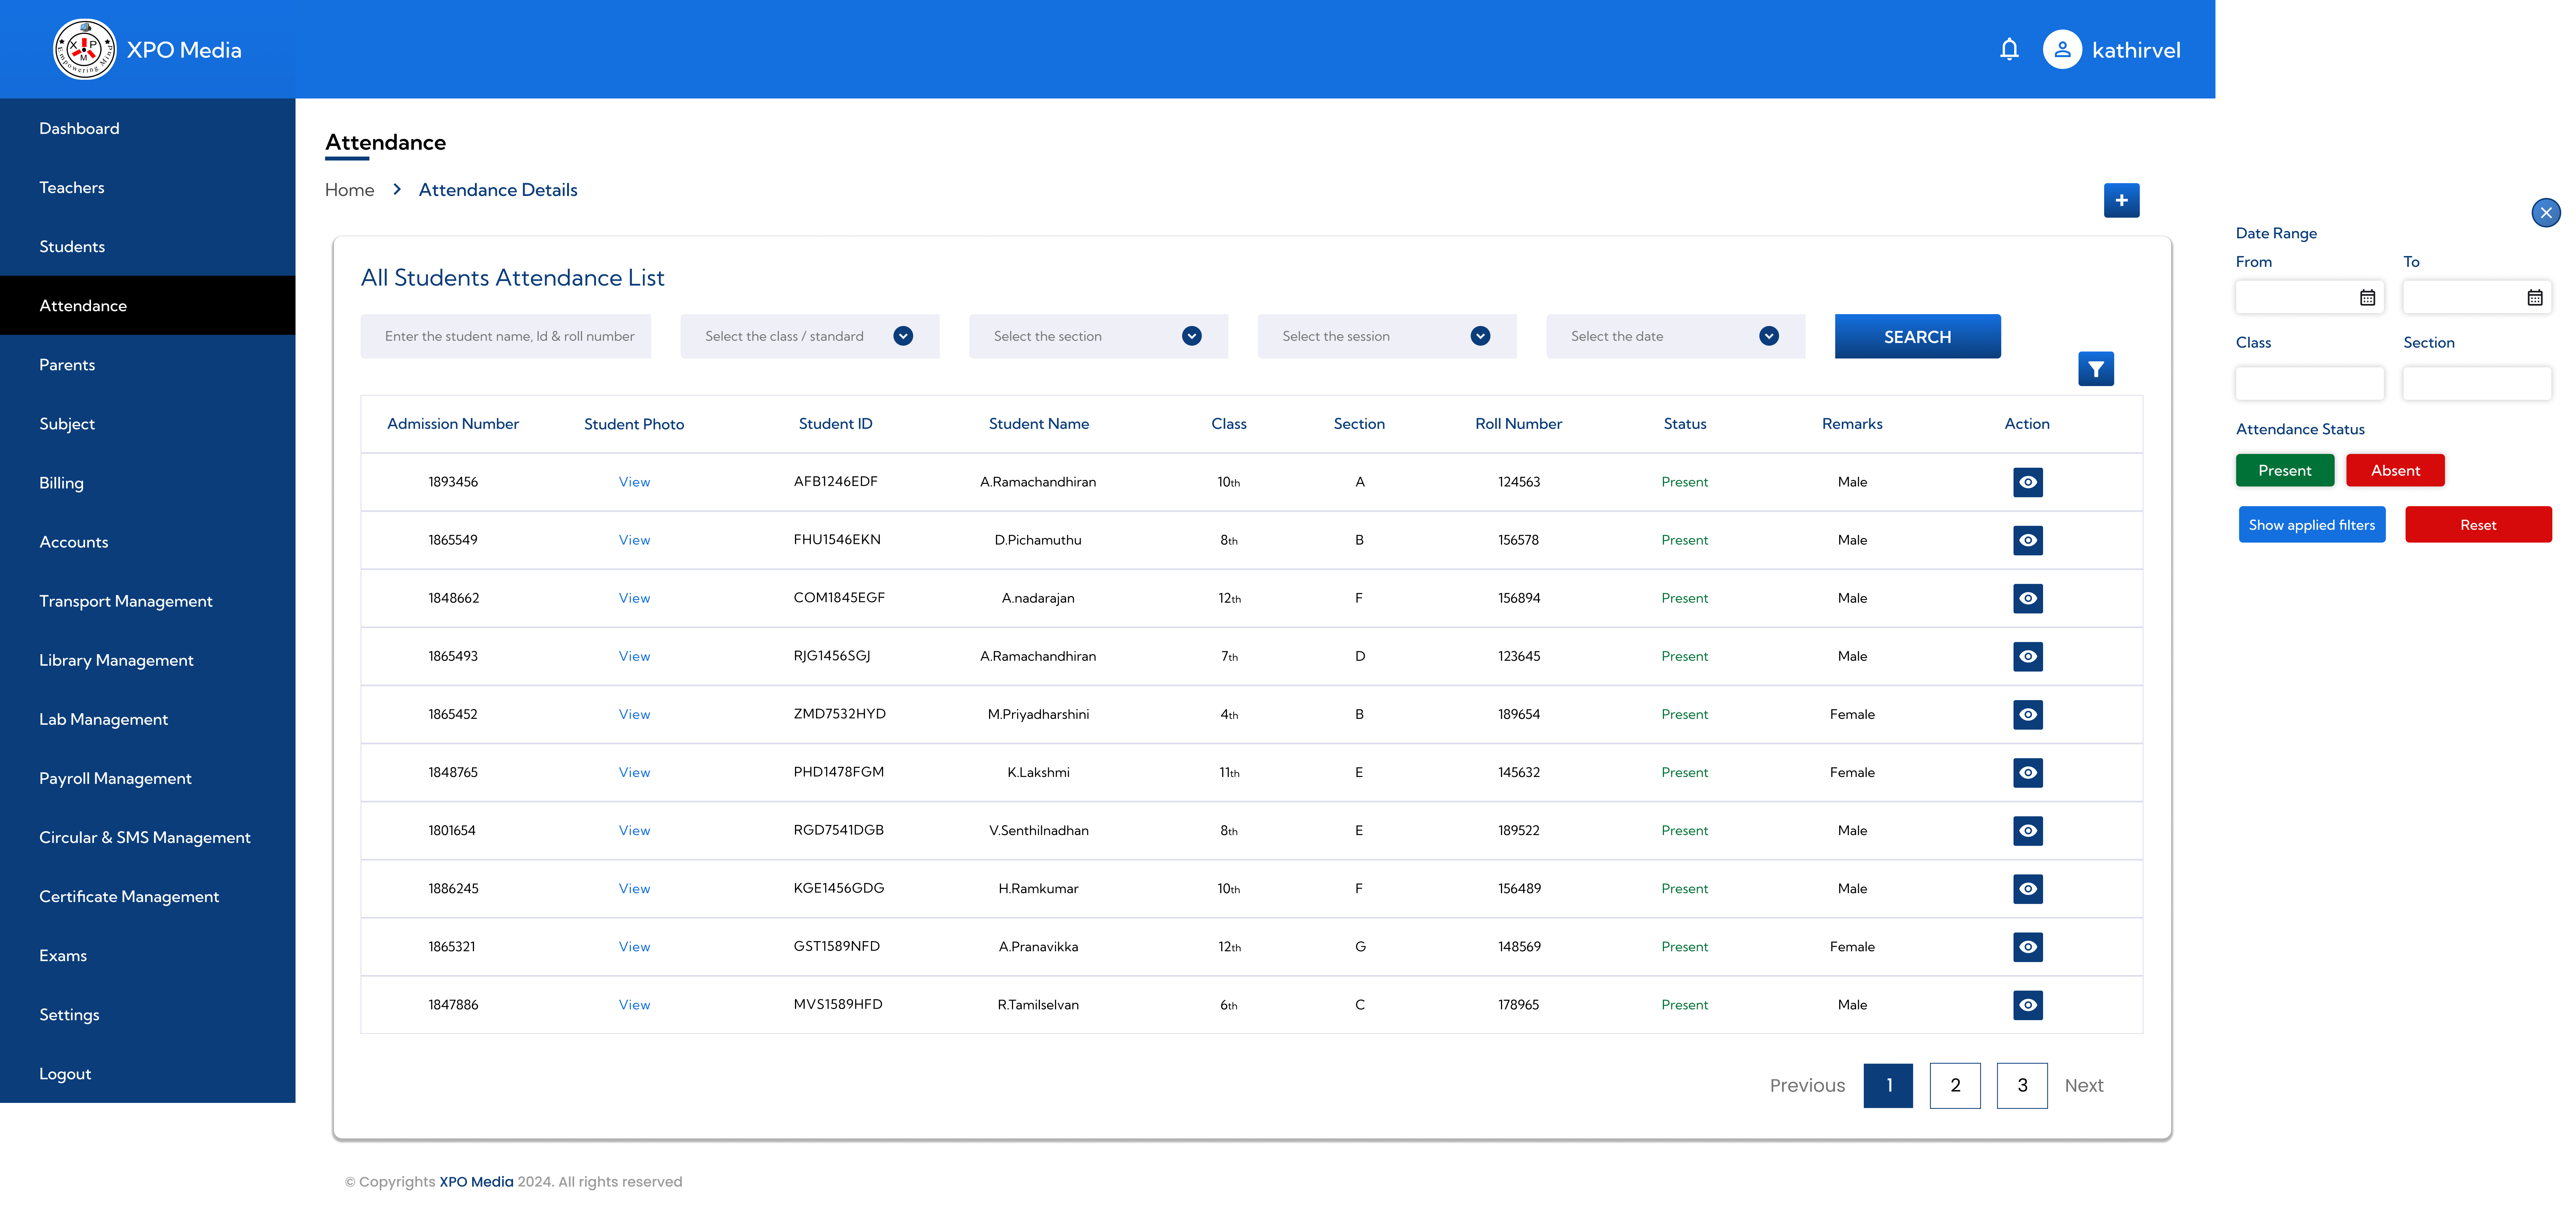 XPO Media
kathirvel
Dashboard
Teachers
Students
Attendance
Parents
Subject
Billing
Accounts
Transport Management
Library Management
Lab Management
Payroll Management
Circular & SMS Management
Certificate Management
Exams
Settings
Logout
Attendance
Home > Attendance Details
+
All Students Attendance List
Enter the student name, Id & roll number Select the class / standard Select the section Select the session Select the date SEARCH
Admission Number Student Photo Student ID Student Name Class Section Roll Number Status Remarks Action
1893456 View AFB1246EDF A.Ramachandhiran 10th A 124563 Present Male
1865549 View FHU1546EKN D.Pichamuthu 8th B 156578 Present Male
1848662 View COM1845EGF A.nadarajan 12th F 156894 Present Male
1865493 View RJG1456SGJ A.Ramachandhiran 7th D 123645 Present Male
1865452 View ZMD7532HYD M.Priyadharshini 4th B 189654 Present Female
1848765 View PHD1478FGM K.Lakshmi 11th E 145632 Present Female
1801654 View RGD7541DGB V.Senthilnadhan 8th E 189522 Present Male
1886245 View KGE1456GDG H.Ramkumar 10th F 156489 Present Male
1865321 View GST1589NFD A.Pranavikka 12th G 148569 Present Female
1847886 View MVS1589HFD R.Tamilselvan 6th C 178965 Present Male
Previous 1 2 3 Next
© Copyrights XPO Media 2024. All rights reserved
Date Range
From To
Class Section
Attendance Status
Present Absent
Show applied filters Reset